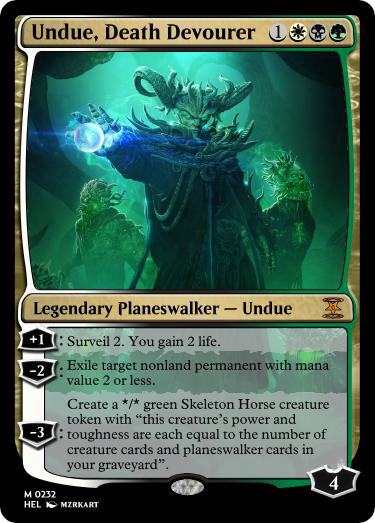 Undue, Death Devourer 1
Legendary Planeswalker — Undue
+1: Surveil 2. You gain 2 life.
-2: Exile target nonland permanent with mana
value 2 or less.
Create a */* green Skeleton Horse creature
token with “this creature's power and
-3: toughness are each equal to the number of
creature cards and planeswalker cards in
your graveyard”.
4
M 0232
HEL MZRKART